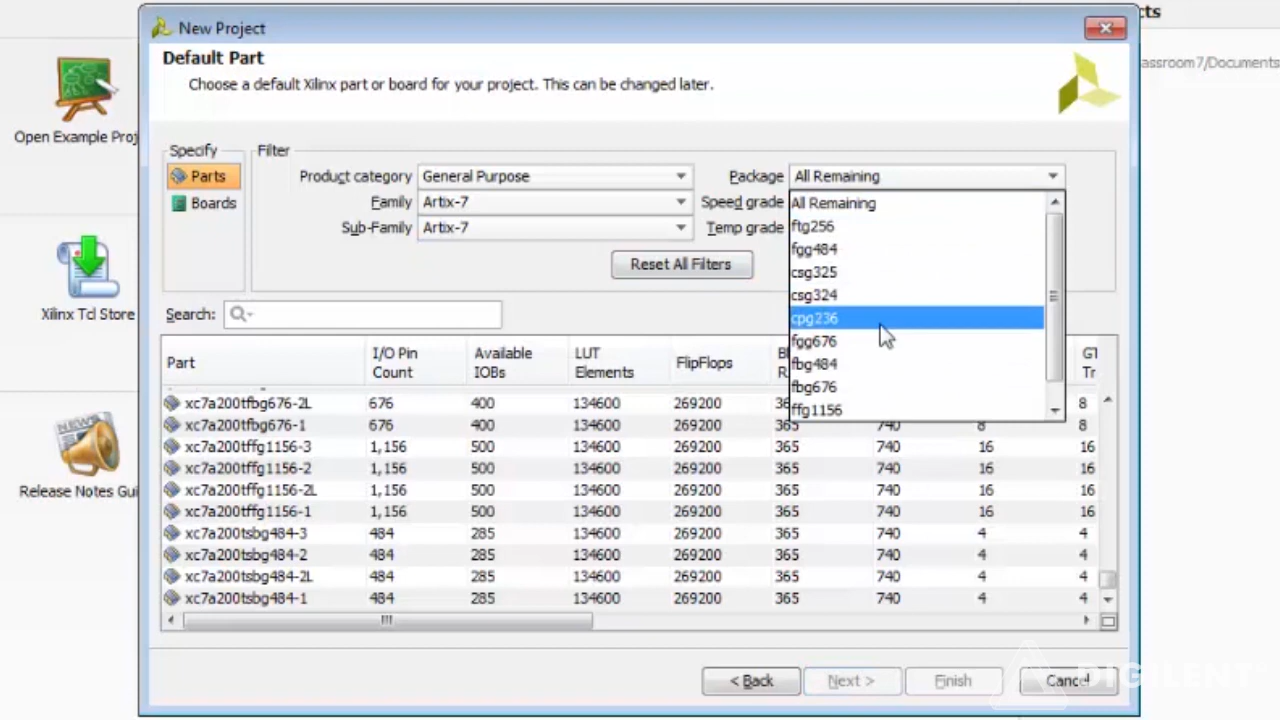 New Project
cts
Default Part
Choose a default Xilinx part or board for your project. This can be changed later.
assroom7/Documents
Open Example Proj
Xilinx Tcl Store
Release Notes Gui
Specify
Parts
Boards
Filter
Product category General Purpose
Family Artix-7
Sub-Family Artix-7
Package All Remaining
Speed grade
Temp grade
All Remaining
ftg256
fgg484
csg325
csg324
cpg236
fgg676
fbg484
fbg676
ffg1156
Reset All Filters
Search:
Part I/O Pin Count Available IOBs LUT Elements FlipFlops
xc7a200tfbg676-2L 676 400 134600 269200 8
xc7a200tfbg676-1 676 400 134600 269200 365 740 8 8
xc7a200tffg1156-3 1,156 500 134600 269200 365 740 16 16
xc7a200tffg1156-2 1,156 500 134600 269200 365 740 16 16
xc7a200tffg1156-2L 1,156 500 134600 269200 365 740 16 16
xc7a200tffg1156-1 1,156 500 134600 269200 365 740 16 16
xc7a200tsbg484-3 484 285 134600 269200 365 740 4 4
xc7a200tsbg484-2 484 285 134600 269200 365 740 4 4
xc7a200tsbg484-2L 484 285 134600 269200 365 740 4 4
xc7a200tsbg484-1 484 285 134600 269200 365 740 4 4
< Back
Next >
Finish
Cancel
DIGILENT